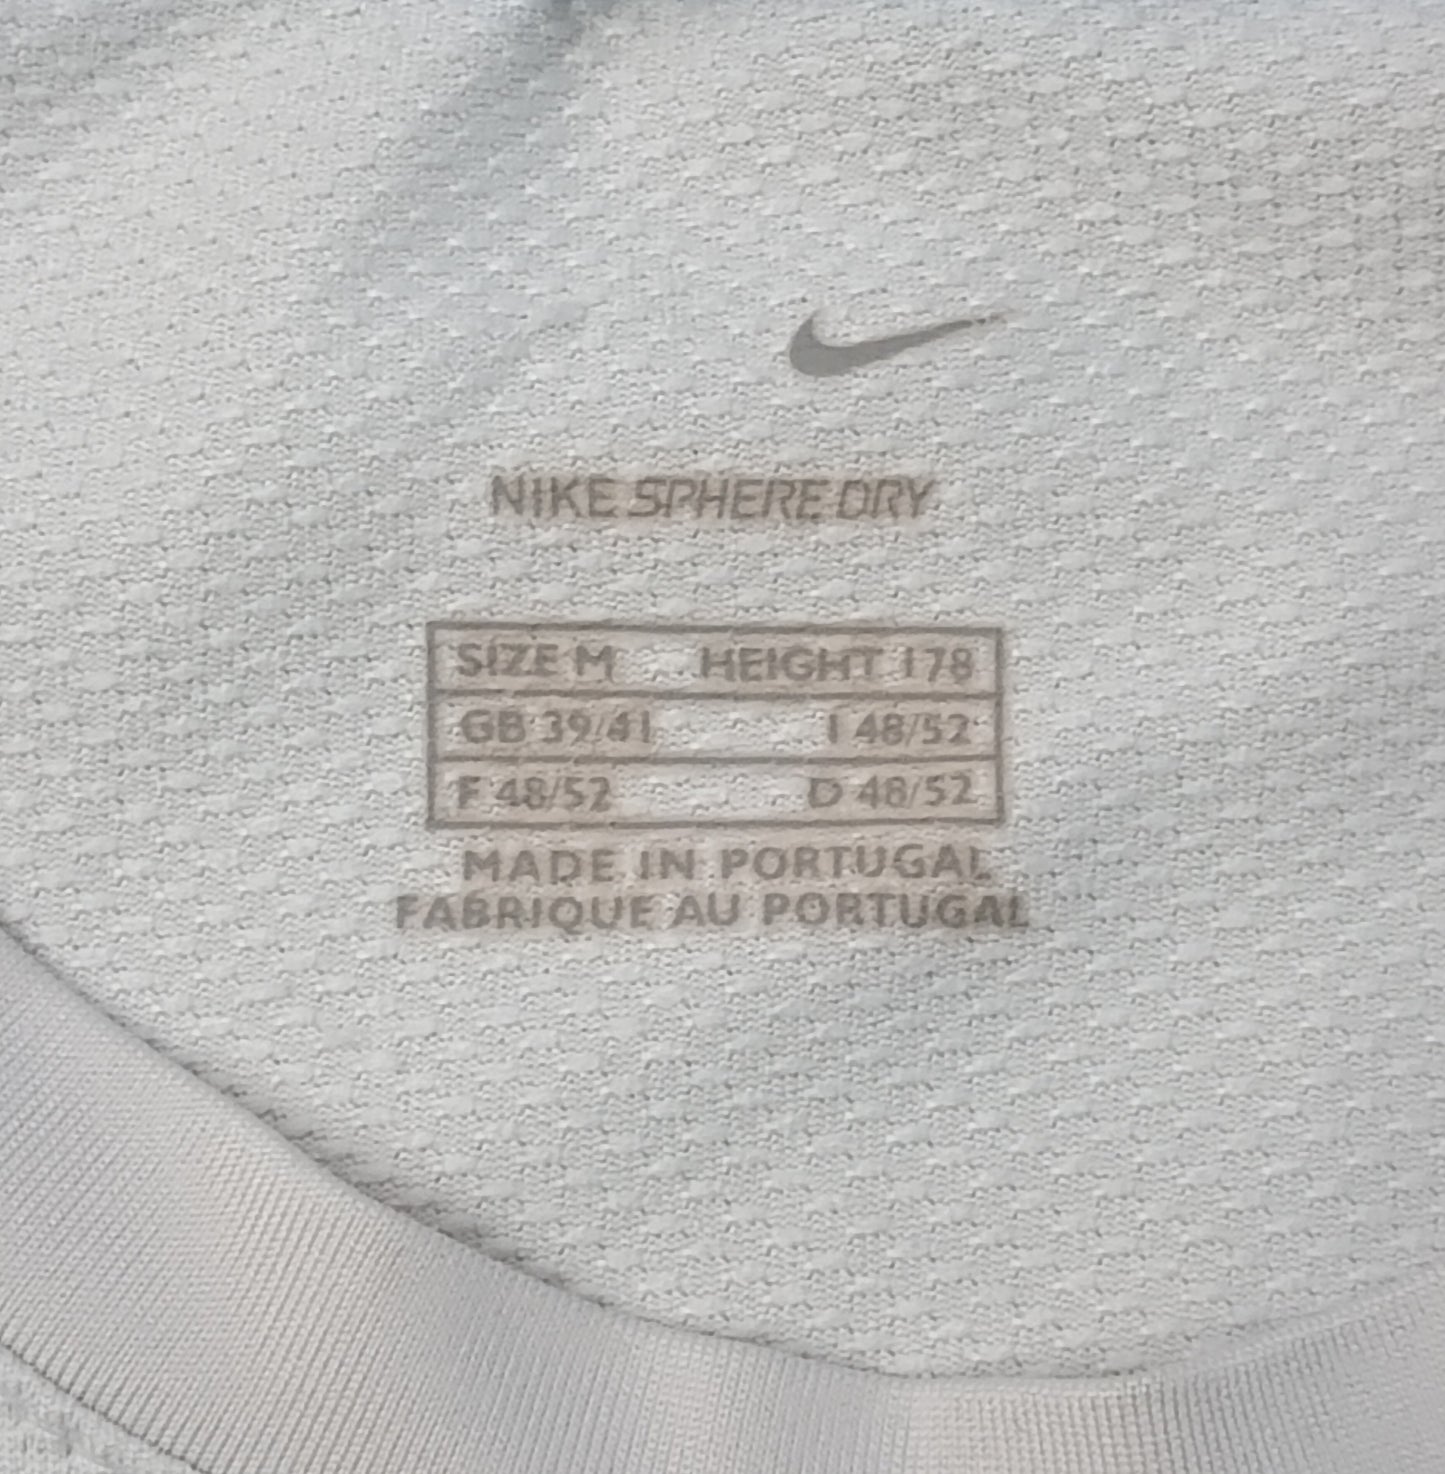 NIKE SPHERE DRY
SIZE M HEIGHT 178
GB 39/41 I 48/52
F 48/52 D 48/52
MADE IN PORTUGAL
FABRIQUE AU PORTUGAL